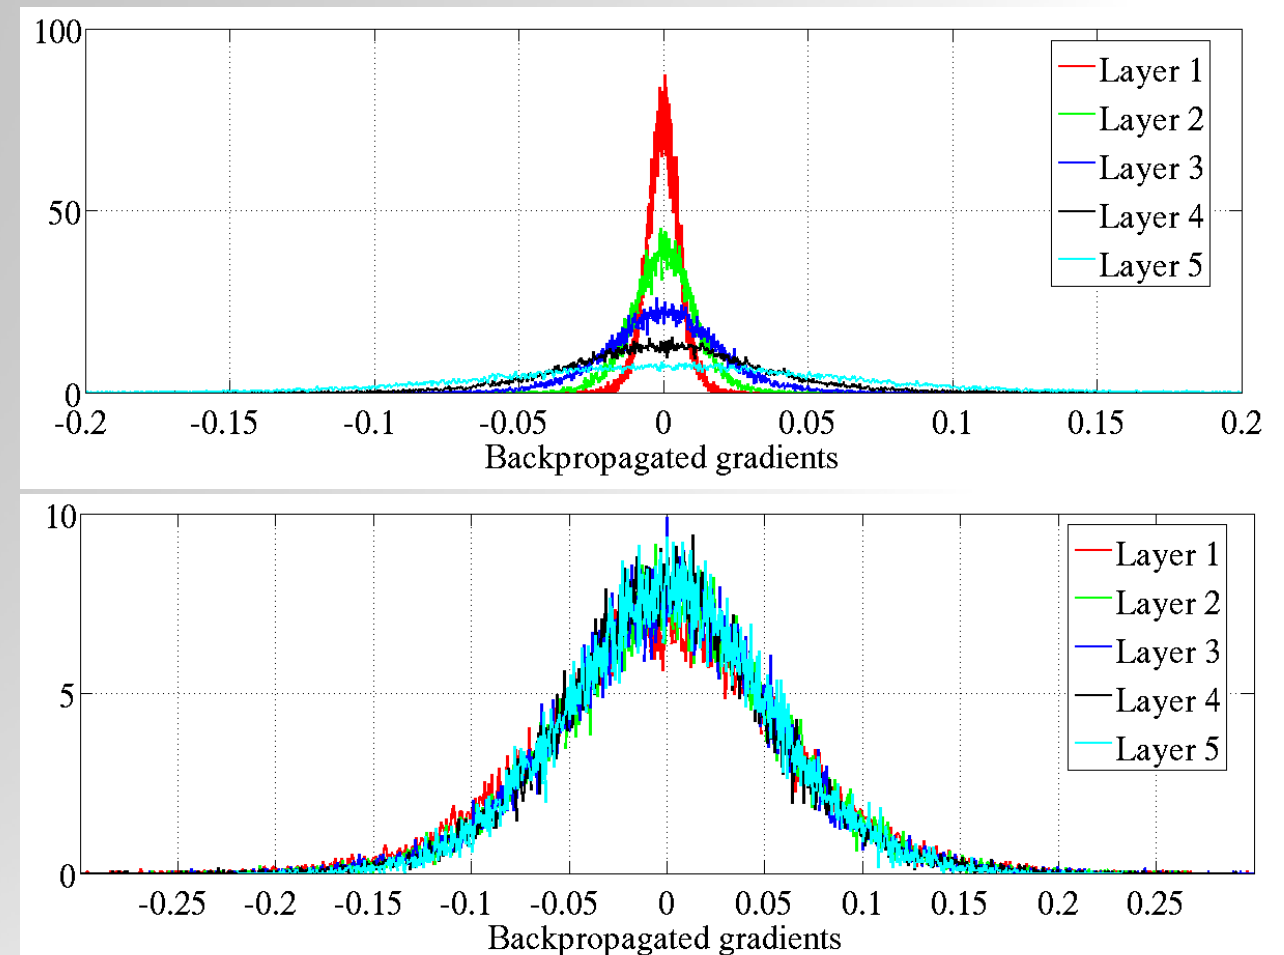 100
50
0
-0.2 -0.15 -0.1 -0.05 0 0.05 0.1 0.15 0.2
Backpropagated gradients
Layer 1
Layer 2
Layer 3
Layer 4
Layer 5
10
5
0
-0.25 -0.2 -0.15 -0.1 -0.05 0 0.05 0.1 0.15 0.2 0.25
Backpropagated gradients
Layer 1
Layer 2
Layer 3
Layer 4
Layer 5